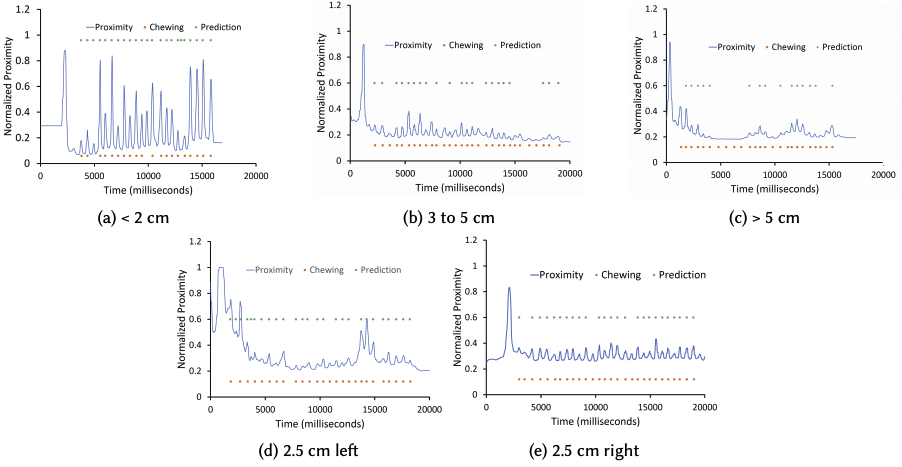 1.2
1
0.8
0.6
0.4
0.2
0
Normalized Proximity
Proximity Chewing Prediction
0 5000 10000 15000 20000
Time (milliseconds)
(a) < 2 cm
1.2
1
0.8
0.6
0.4
0.2
0
Normalized Proximity
Proximity Chewing Prediction
0 5000 10000 15000 20000
Time (milliseconds)
(b) 3 to 5 cm
1.2
1
0.8
0.6
0.4
0.2
0
Normalized Proximity
Proximity Chewing Prediction
0 5000 10000 15000 20000
Time (milliseconds)
(c) > 5 cm
1.2
1
0.8
0.6
0.4
0.2
0
Normalized Proximity
Proximity Chewing Prediction
0 5000 10000 15000 20000
Time (milliseconds)
(d) 2.5 cm left
1.2
1
0.8
0.6
0.4
0.2
0
Normalized Proximity
Proximity Chewing Prediction
0 5000 10000 15000 20000
Time (milliseconds)
(e) 2.5 cm right